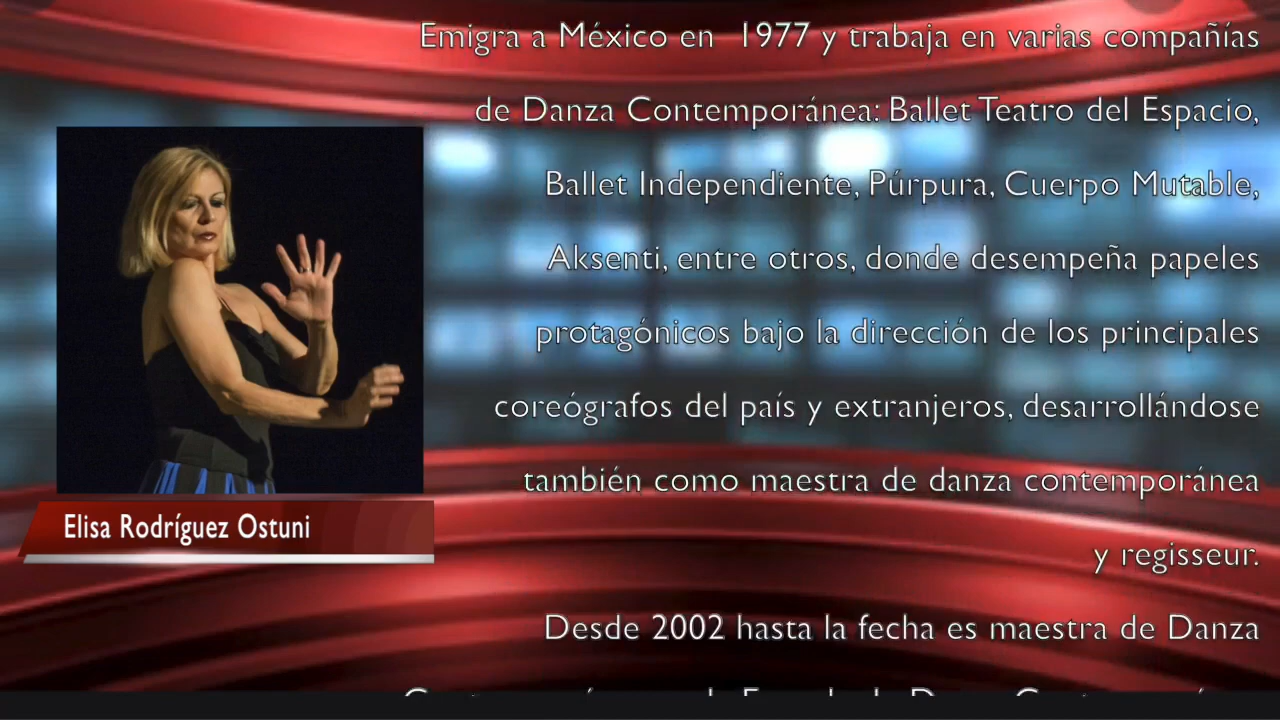 Emigra a México en 1977 y trabaja en varias compañías
de Danza Contemporánea: Ballet Teatro del Espacio,
Ballet Independiente, Púrpura, Cuerpo Mutable,
Aksenti, entre otros, donde desempeña papeles
protagónicos bajo la dirección de los principales
coreógrafos del país y extranjeros, desarrollándose
también como maestra de danza contemporánea
y regisseur.
Desde 2002 hasta la fecha es maestra de Danza
Elisa Rodríguez Ostuni